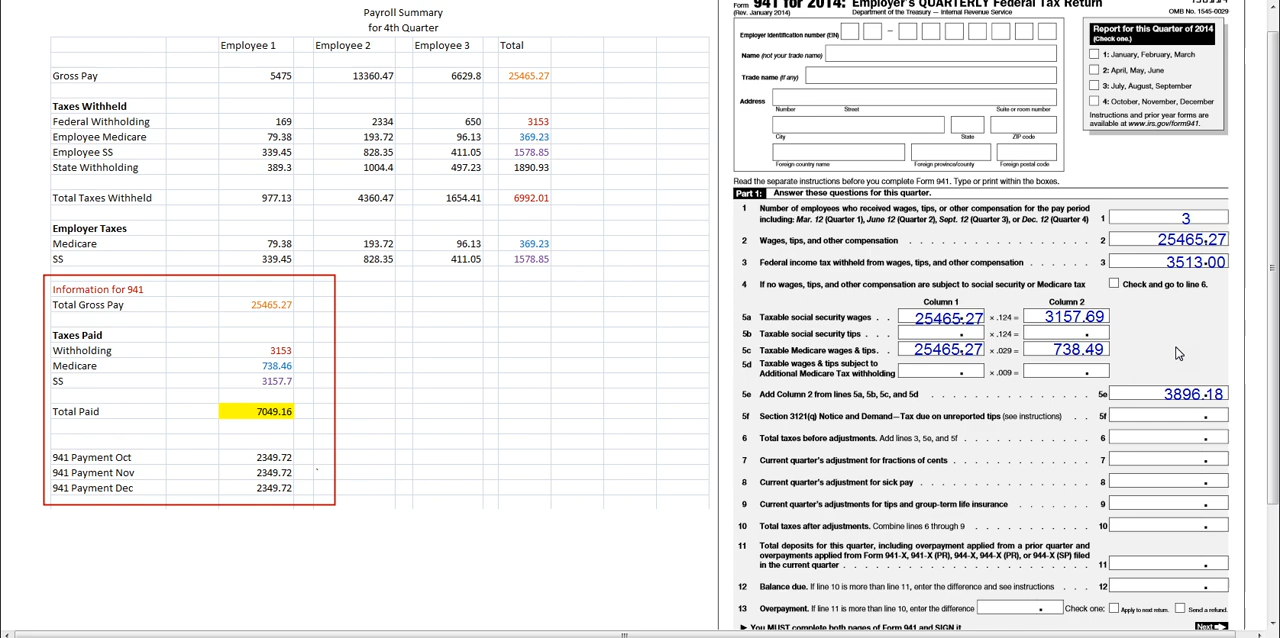 Payroll Summary
for 4th Quarter
Employee 1 Employee 2 Employee 3 Total
Gross Pay 5475 13360.47 6629.8 25465.27
Taxes Withheld
Federal Withholding 169 2334 650 3153
Employee Medicare 79.38 193.72 96.13 369.23
Employee SS 339.45 828.35 411.05 1578.85
State Withholding 389.3 1004.4 497.23 1890.93
Total Taxes Withheld 977.13 4360.47 1654.41 6992.01
Employer Taxes
Medicare 79.38 193.72 96.13 369.23
SS 339.45 828.35 411.05 1578.85
Information for 941
Total Gross Pay 25465.27
Taxes Paid
Withholding 3153
Medicare 738.46
SS 3157.7
Total Paid 7049.16
941 Payment Oct 2349.72
941 Payment Nov 2349.72
941 Payment Dec 2349.72
Form 941 for 2014: Employer's QUARTERLY Federal Tax Return
(Rev. January 2014) Department of the Treasury — Internal Revenue Service
OMB No. 1545-0029
Employer identification number (EIN) –
Name (not your trade name)
Trade name (if any)
Address
Number Street Suite or room number
City State ZIP code
Foreign country name Foreign province/county Foreign postal code
Report for this Quarter of 2014
(Check one.)
1: January, February, March
2: April, May, June
3: July, August, September
4: October, November, December
Instructions and prior year forms are
available at www.irs.gov/form941.
Read the separate instructions before you complete Form 941. Type or print within the boxes.
Part 1: Answer these questions for this quarter.
1 Number of employees who received wages, tips, or other compensation for the pay period
including: Mar. 12 (Quarter 1), June 12 (Quarter 2), Sept. 12 (Quarter 3), or Dec. 12 (Quarter 4) 1 3
2 Wages, tips, and other compensation . . . . . . . . . . . . . 2 25465.27
3 Federal income tax withheld from wages, tips, and other compensation . . . . . . 3 3513.00
4 If no wages, tips, and other compensation are subject to social security or Medicare tax Check and go to line 6.
Column 1 Column 2
5a Taxable social security wages . . 25465.27 × .124 = 3157.69
5b Taxable social security tips . . . . × .124 = .
5c Taxable Medicare wages & tips. . 25465.27 × .029 = 738.49
5d Taxable wages & tips subject to
Additional Medicare Tax withholding . × .009 = .
5e Add Column 2 from lines 5a, 5b, 5c, and 5d . . . . . . . . . . . . 5e 3896.18
5f Section 3121(q) Notice and Demand—Tax due on unreported tips (see instructions) . . 5f .
6 Total taxes before adjustments. Add lines 3, 5e, and 5f . . . . . . . . 6 .
7 Current quarter's adjustment for fractions of cents . . . . . . . . . . 7 .
8 Current quarter's adjustment for sick pay . . . . . . . . . . . . 8 .
9 Current quarter's adjustments for tips and group-term life insurance . . . . . . . 9 .
10 Total taxes after adjustments. Combine lines 6 through 9 . . . . . . . . . 10 .
11 Total deposits for this quarter, including overpayment applied from a prior quarter and
overpayments applied from Form 941-X, 941-X (PR), 944-X, 944-X (PR), or 944-X (SP) filed
in the current quarter . . . . . . . . . . . . . . . . . 11 .
12 Balance due. If line 10 is more than line 11, enter the difference and see instructions . . . 12 .
13 Overpayment. If line 11 is more than line 10, enter the difference . Check one: Apply to next return. Send a refund.
▶ You MUST complete both pages of Form 941 and SIGN it Next